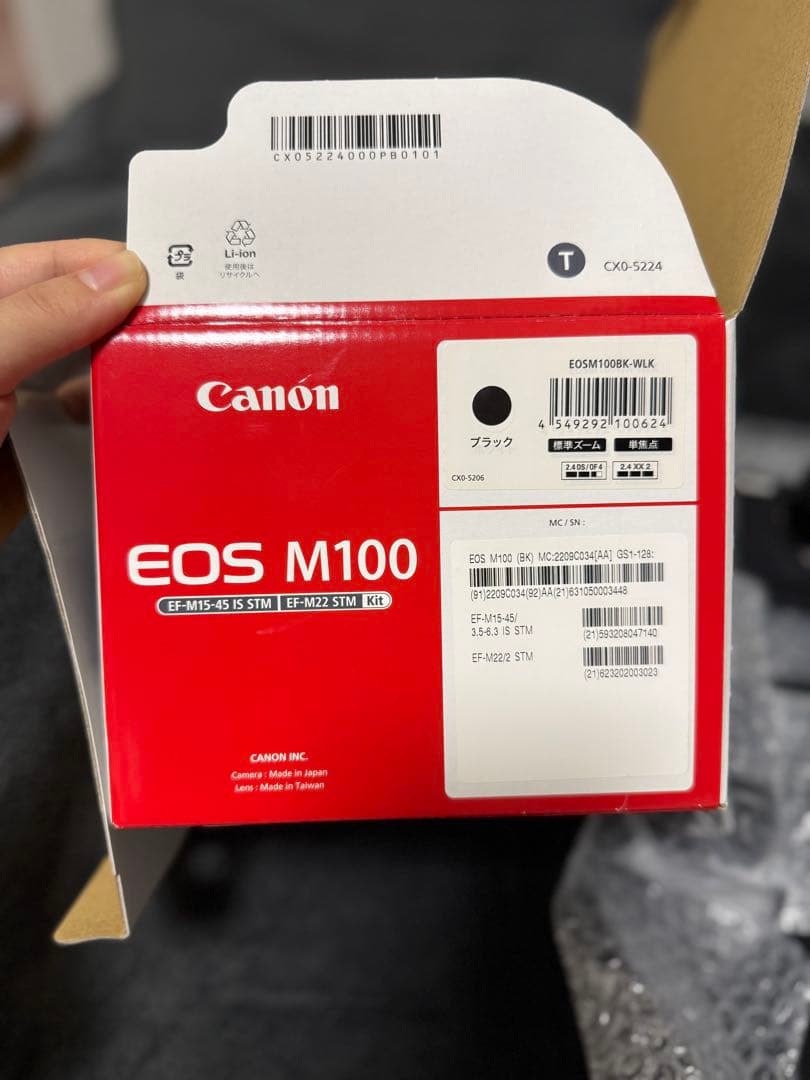 CX05224000PB0101
プラ
袋
Li-ion
使用後は
リサイクルへ
T
CX0-5224
Canon
EOS M100
EF-M15-45 IS STM EF-M22 STM Kit
CANON INC.
Camera : Made in Japan
Lens : Made in Taiwan
EOSM100BK-WLK
4 549292 100624
ブラック
標準ズーム 単焦点
CX0-5206
MC / SN :
EOS M100 (BK) MC:2209C034[AA] GS1-128:
(91)2209C034(92)AA(21)631050003448
EF-M15-45/
3.5-6.3 IS STM
(21)593208047140
EF-M22/2 STM
(21)623202003023